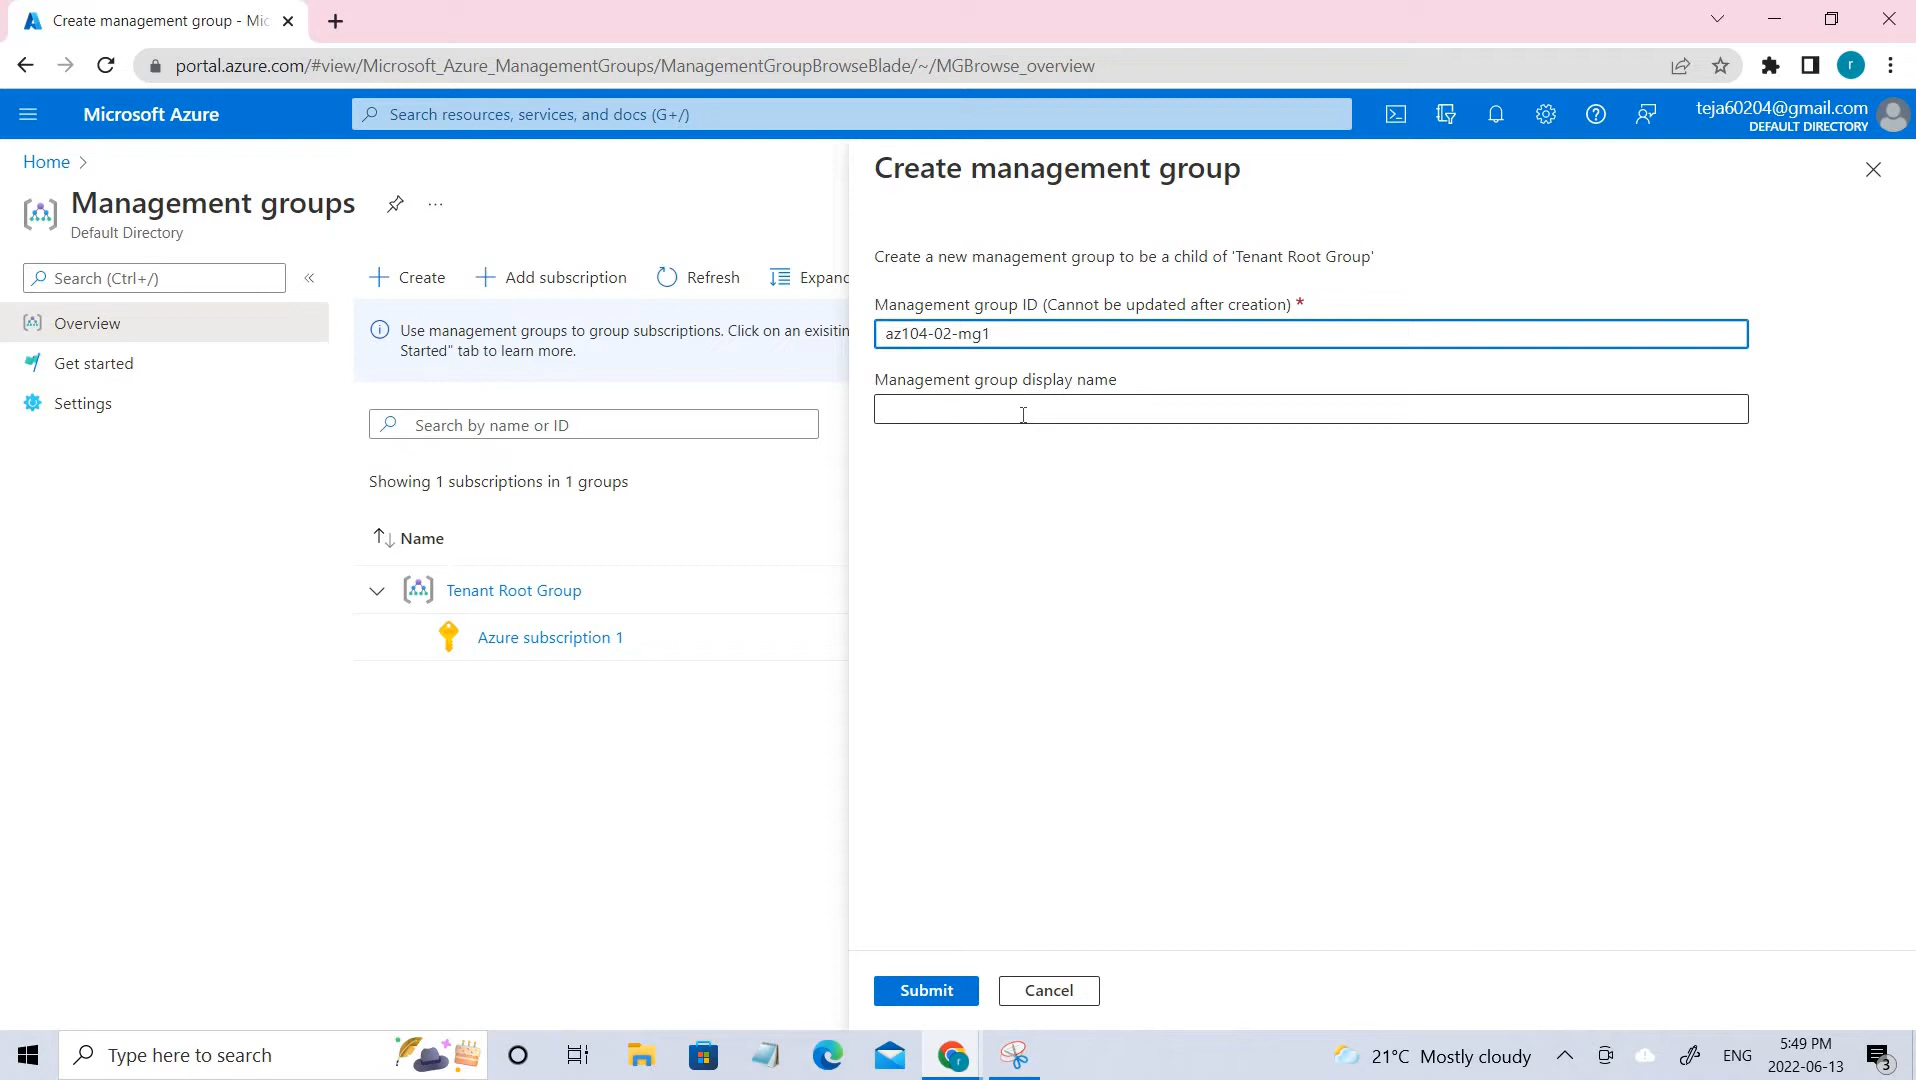 Create management group - Mic
portal.azure.com/#view/Microsoft_Azure_ManagementGroups/ManagementGroupBrowseBlade/~/MGBrowse_overview
r
Microsoft Azure
Search resources, services, and docs (G+/)
teja60204@gmail.com
DEFAULT DIRECTORY
Home
Management groups
Default Directory
Search (Ctrl+/)
Overview
Get started
Settings
Create
Add subscription
Refresh
Expand
Use management groups to group subscriptions. Click on an exisiting
Started" tab to learn more.
Search by name or ID
Showing 1 subscriptions in 1 groups
Name
Tenant Root Group
Azure subscription 1
Create management group
Create a new management group to be a child of 'Tenant Root Group'
Management group ID (Cannot be updated after creation) *
az104-02-mg1
Management group display name
Submit
Cancel
Type here to search
r
21°C Mostly cloudy
ENG
5:49 PM
2022-06-13
3